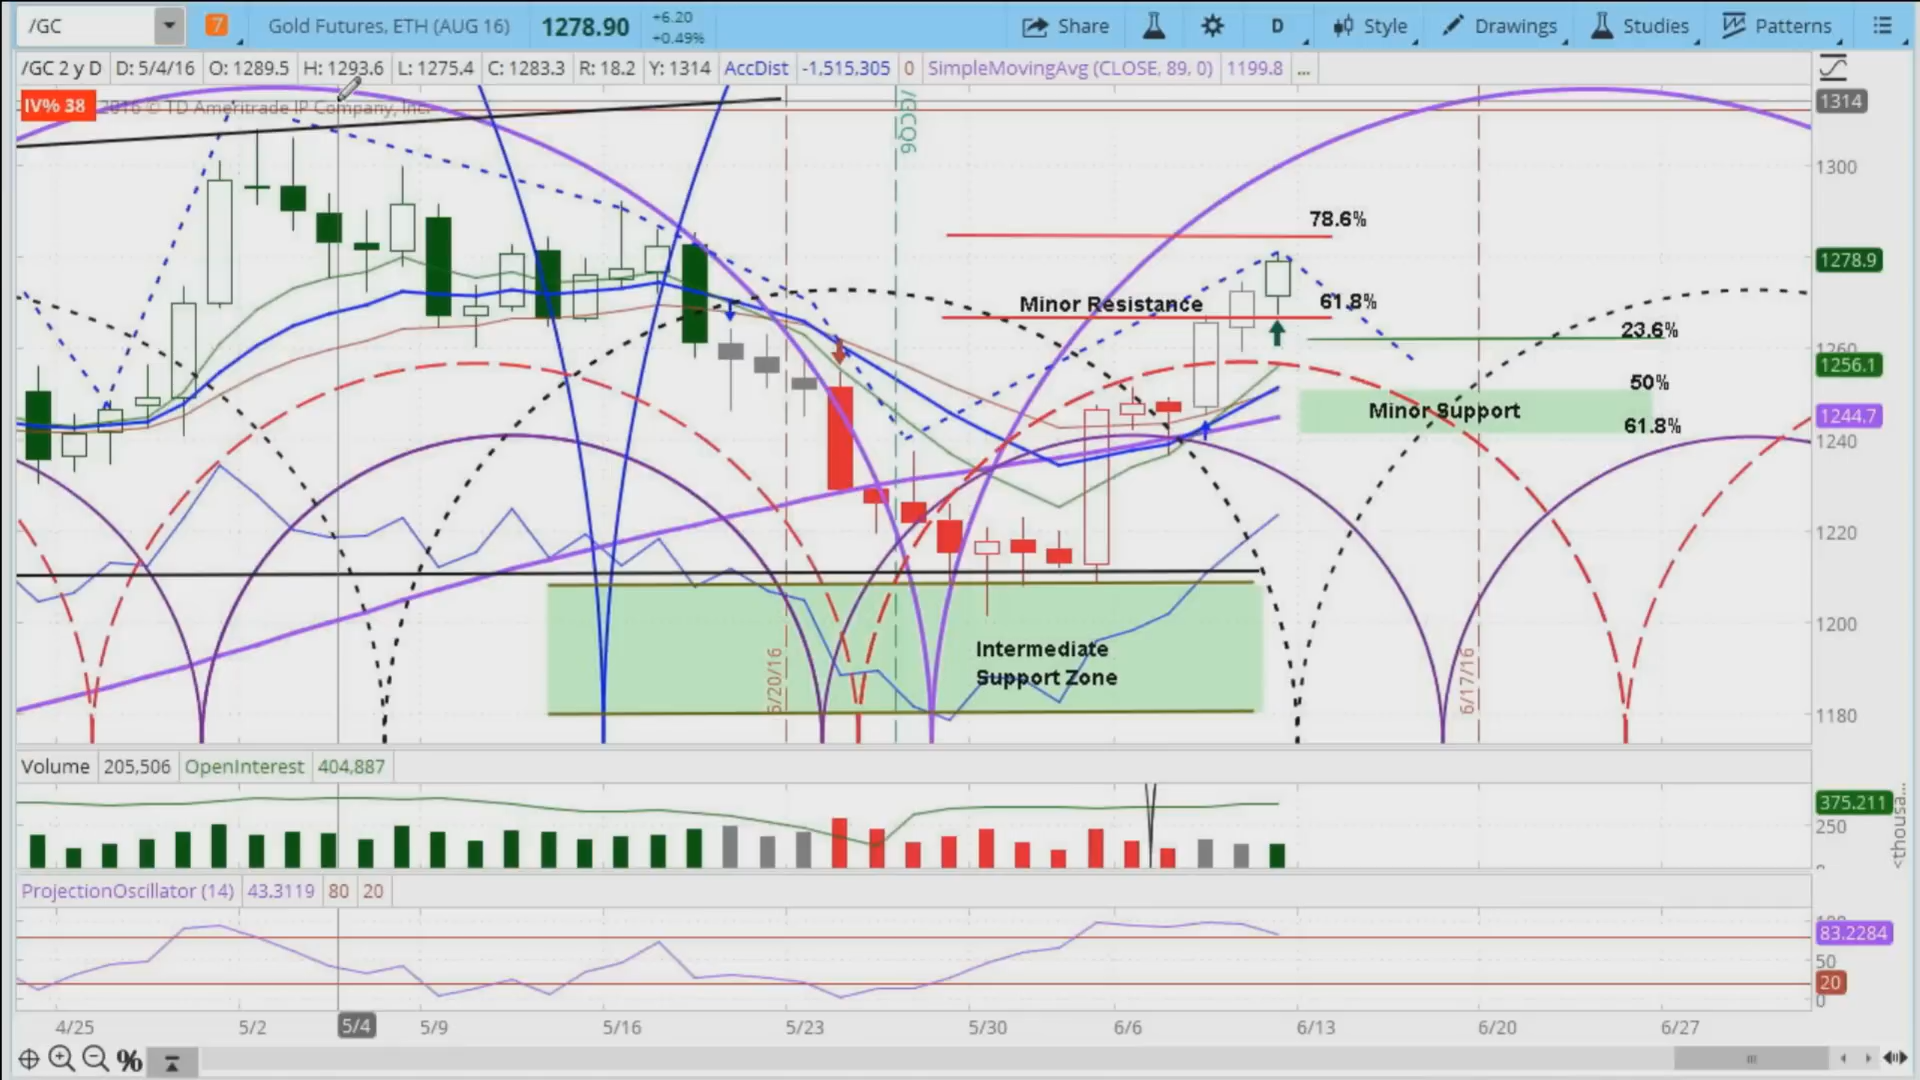 /GC 7 Gold Futures, ETH (AUG 16) 1278.90 +6.20 +0.49% Share D Style Drawings Studies Patterns
/GC 2 y D D: 5/4/16 O: 1289.5 H: 1293.6 L: 1275.4 C: 1283.3 R: 18.2 Y: 1314 AccDist -1,515,305 0 SimpleMovingAvg (CLOSE, 89, 0) 1199.8 ...
IV% 38 2016 © TD Ameritrade IP Company, Inc.
1314
/GCQ6
1300
78.6%
1278.9
Minor Resistance
61.8%
23.6%
1260
1256.1
50%
Minor Support
61.8%
1244.7
1240
1220
1200
Intermediate
Support Zone
5/20/16
6/17/16
1180
Volume 205,506 OpenInterest 404,887
375.211
250
<thousa...
ProjectionOscillator (14) 43.3119 80 20
83.2284
50
20
0
4/25 5/2 5/4 5/9 5/16 5/23 5/30 6/6 6/13 6/20 6/27
%